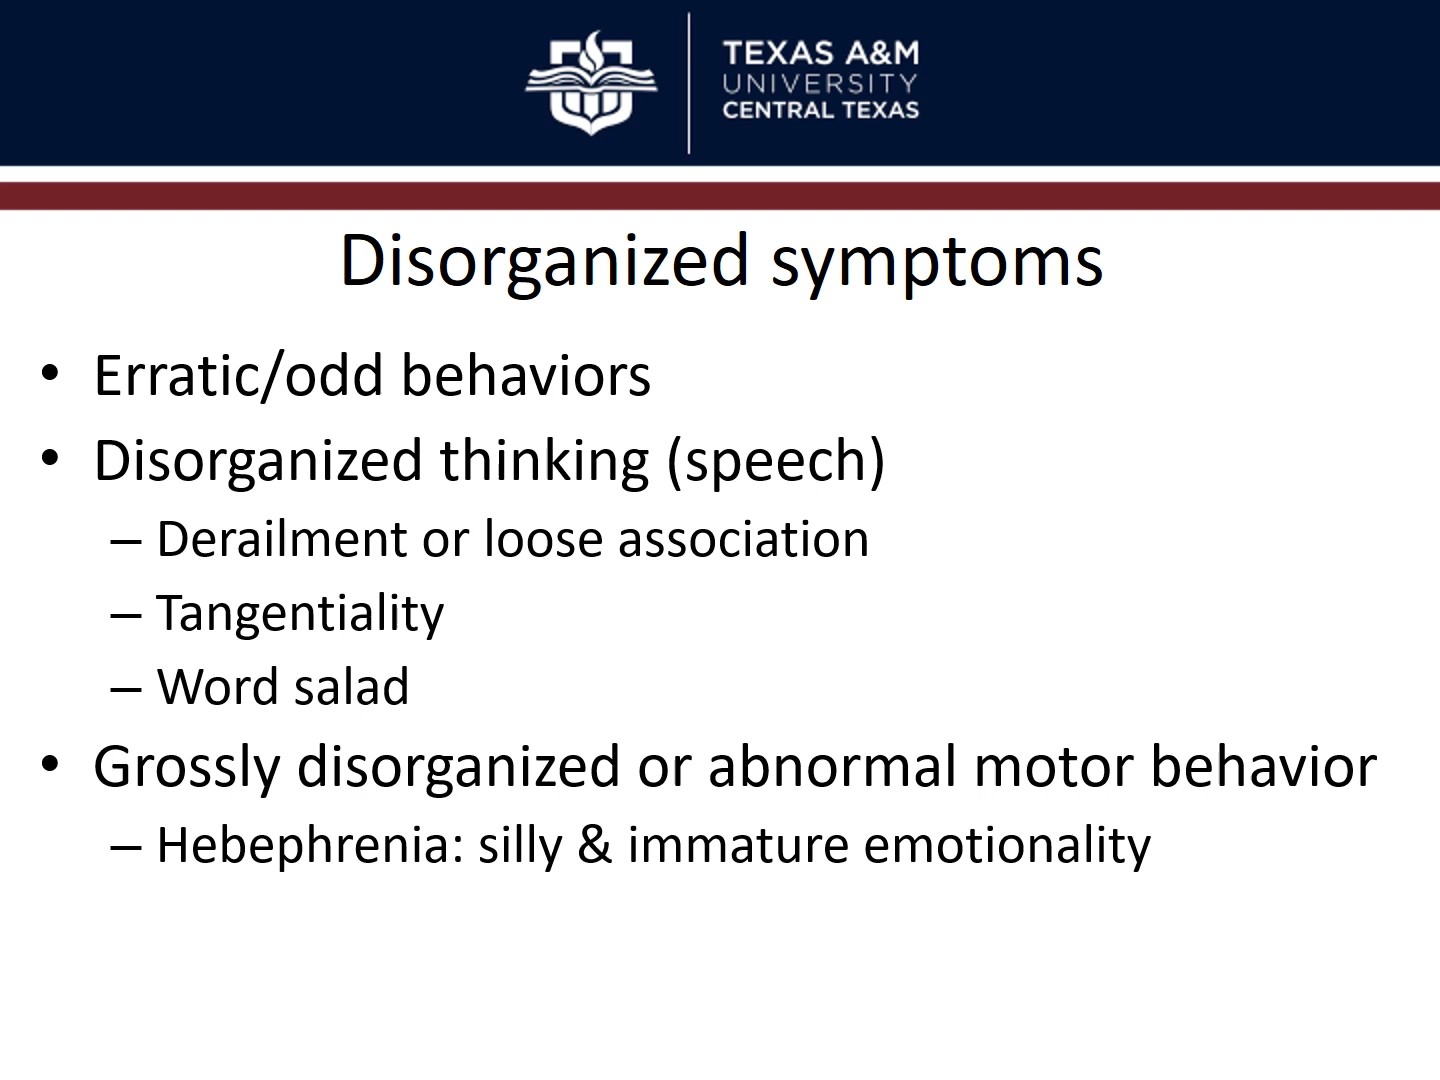 TEXAS A&M
UNIVERSITY
CENTRAL TEXAS
Disorganized symptoms
• Erratic/odd behaviors
• Disorganized thinking (speech)
– Derailment or loose association
– Tangentiality
– Word salad
• Grossly disorganized or abnormal motor behavior
– Hebephrenia: silly & immature emotionality